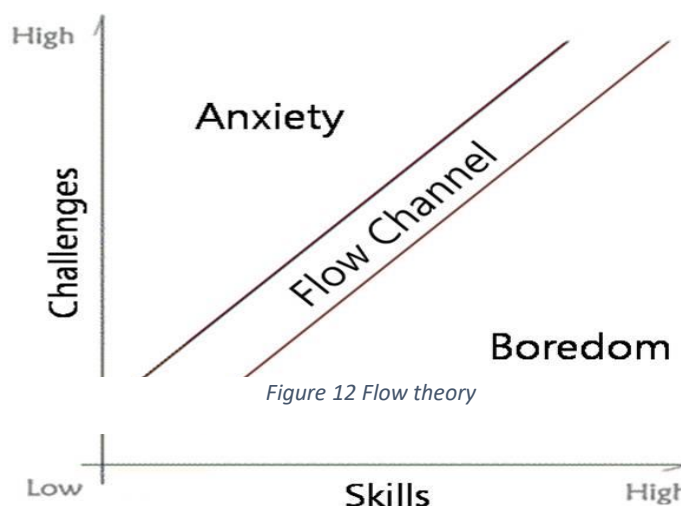 High
Anxiety
Challenges
Flow Channel
Boredom
Figure 12 Flow theory
Low
Skills
High